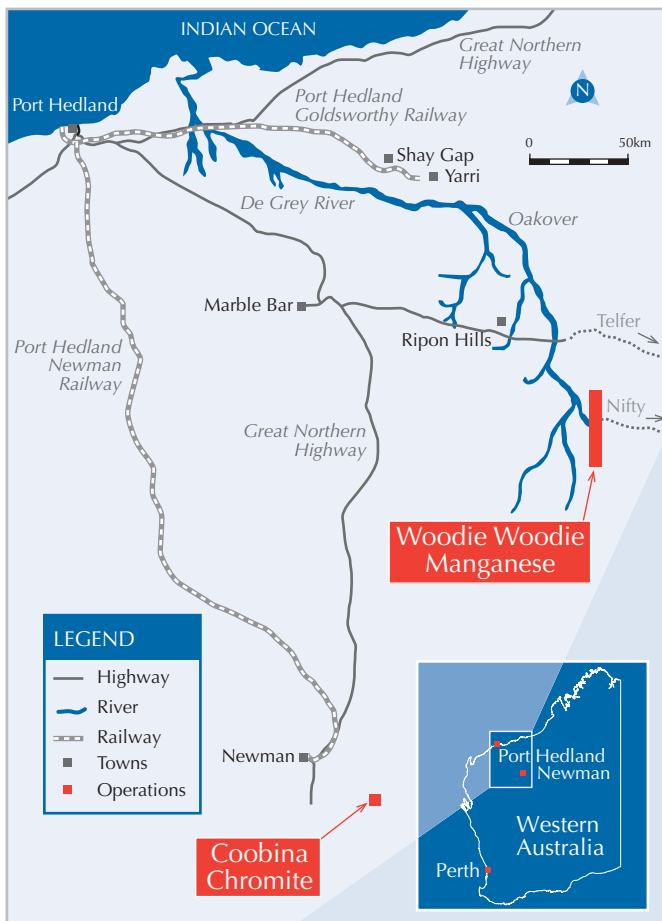 INDIAN OCEAN
Great Northern
Highway
Port Hedland
Port Hedland
Goldsworthy Railway
N
0
50km
Shay Gap
Yarri
De Grey River
Oakover
Marble Bar
Ripon Hills
Telfer
Port Hedland
Newman
Railway
Nifty
Great Northern
Highway
Woodie Woodie
Manganese
LEGEND
Highway
River
Railway
Towns
Operations
Newman
Coobina
Chromite
Port Hedland
Newman
Western
Australia
Perth